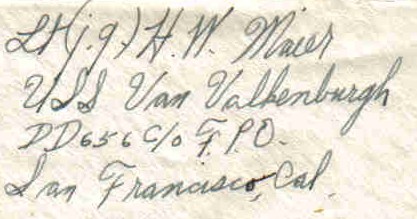 Lt(j.g.) H.W. Maier
USS Van Valkenburgh
DD656 C/o F.P.O.
San Francisco, Cal.